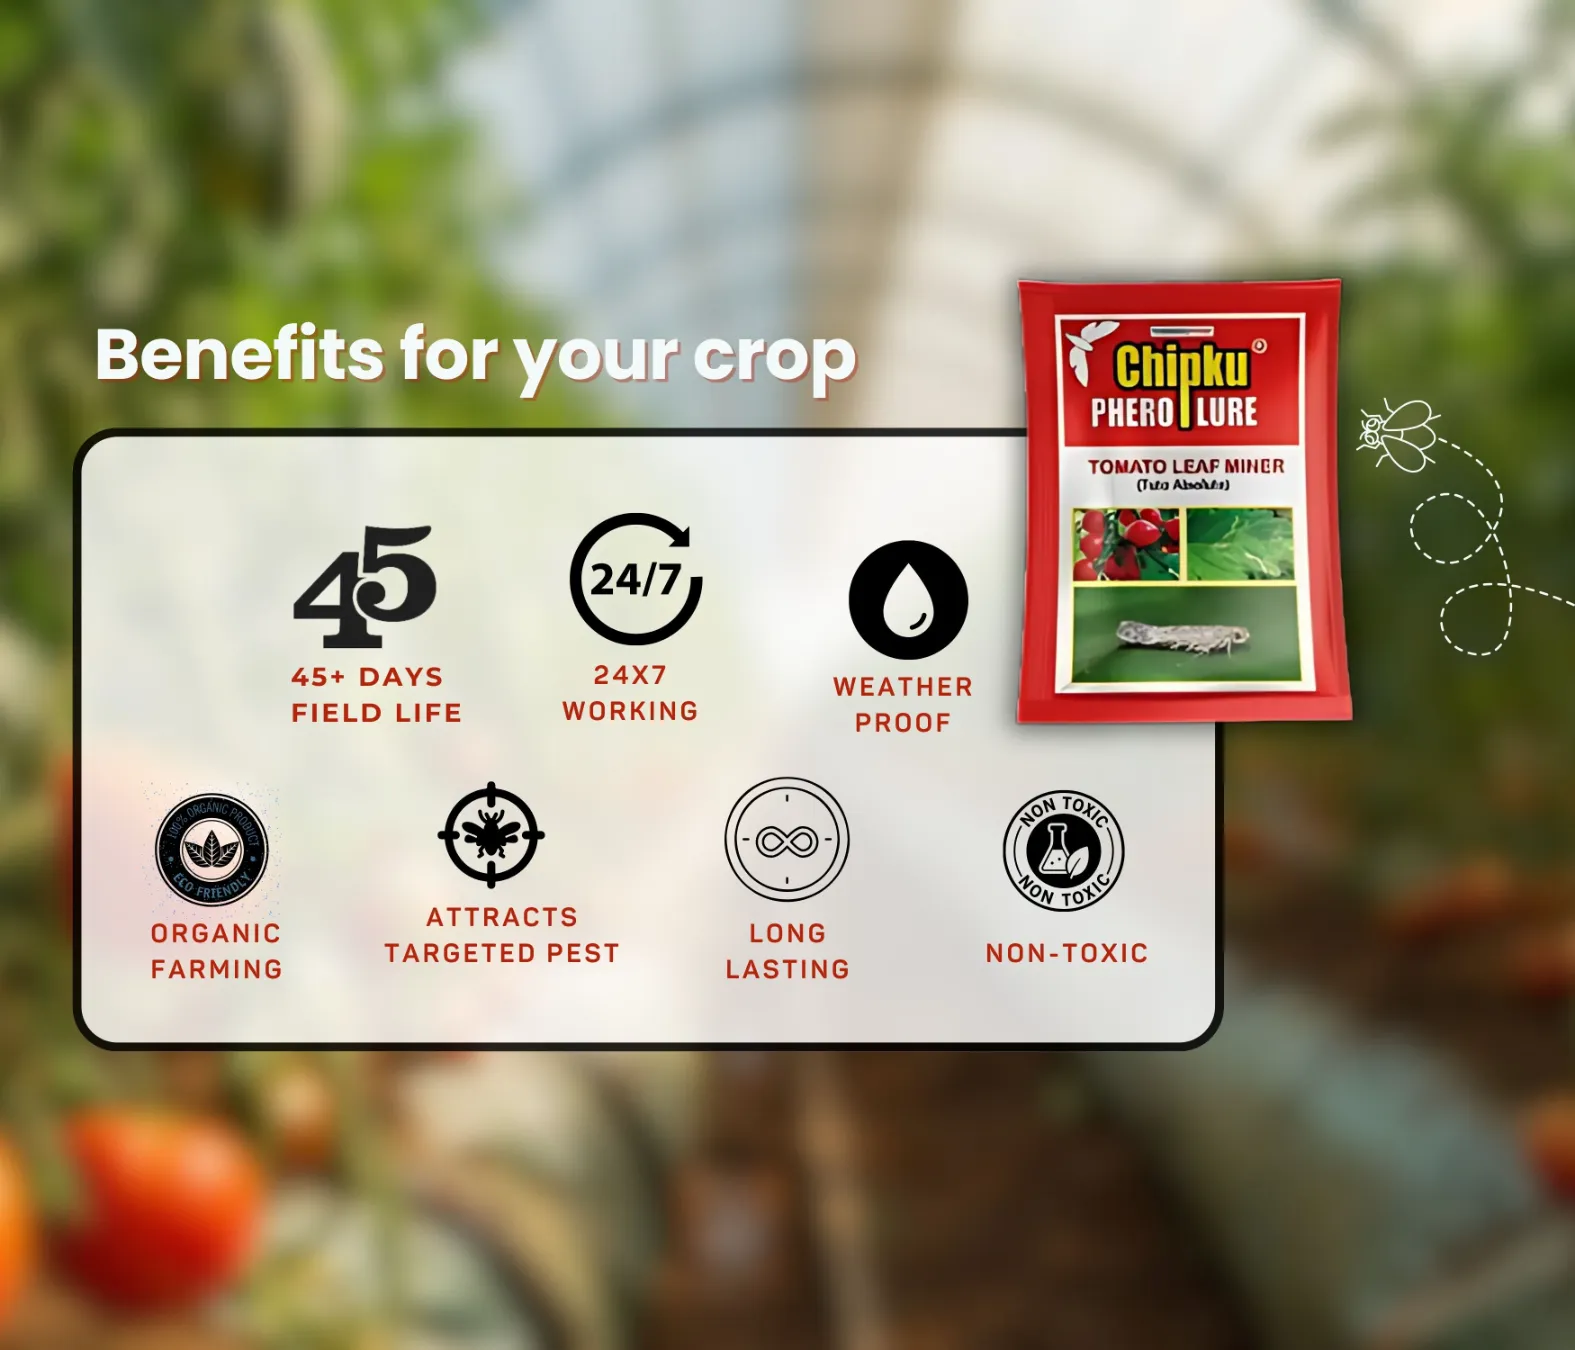 Benefits for your crop
Chipku
PHERO LURE
TOMATO LEAF MINER
(Tuta Absoluta)
45
45+ DAYS
FIELD LIFE
24/7
24X7
WORKING
WEATHER
PROOF
100% ORGANIC PRODUCT
ECO FRIENDLY
ORGANIC
FARMING
ATTRACTS
TARGETED PEST
LONG
LASTING
NON TOXIC
NON TOXIC
NON-TOXIC